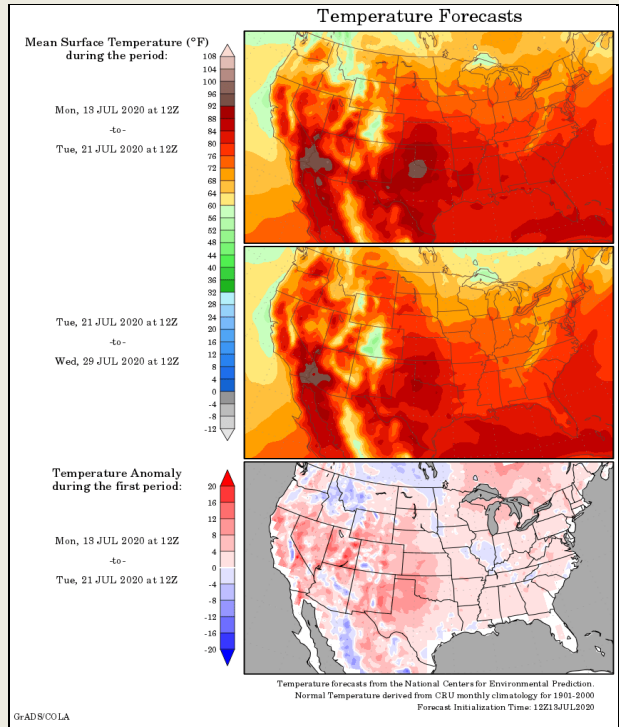 Temperature Forecasts
Mean Surface Temperature (°F)
during the period:
Mon, 13 JUL 2020 at 12Z
-to-
Tue, 21 JUL 2020 at 12Z
108
104
100
96
92
88
84
80
76
72
68
64
60
56
52
48
44
40
36
32
28
24
20
16
12
8
4
0
-4
-8
-12
Tue, 21 JUL 2020 at 12Z
-to-
Wed, 29 JUL 2020 at 12Z
Temperature Anomaly
during the first period:
Mon, 13 JUL 2020 at 12Z
-to-
Tue, 21 JUL 2020 at 12Z
20
16
12
8
4
0
-4
-8
-12
-16
-20
Temperature forecasts from the National Centers for Environmental Prediction.
Normal Temperature derived from CRU monthly climatology for 1901-2000
Forecast Initialization Time: 12Z13JUL2020
GrADS/COLA